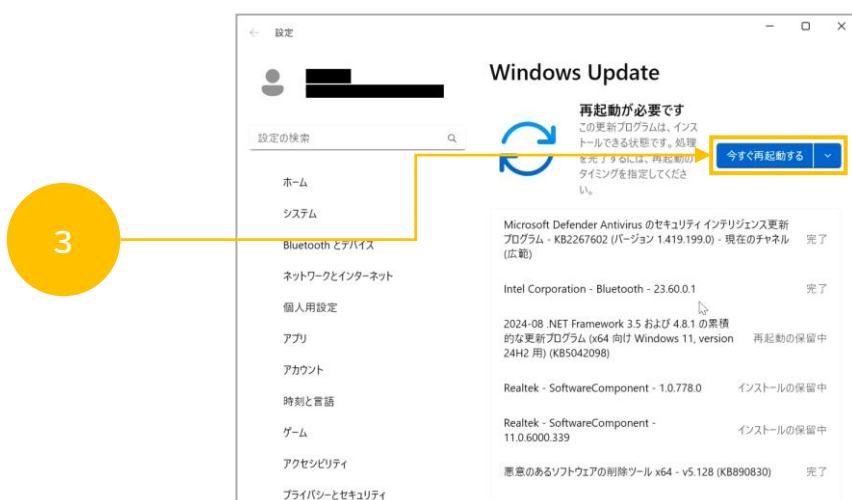 設定
Windows Update
再起動が必要です
この更新プログラムは、インス
トールできる状態です。処理
を完了するには、再起動の
タイミングを指定してくださ
い。
今すぐ再起動する
設定の検索
ホーム
システム
Bluetooth とデバイス
ネットワークとインターネット
個人用設定
アプリ
アカウント
時刻と言語
ゲーム
アクセシビリティ
プライバシーとセキュリティ
3
Microsoft Defender Antivirus のセキュリティ インテリジェンス更新
プログラム - KB2267602 (バージョン 1.419.199.0) - 現在のチャネル 完了
(広範)
Intel Corporation - Bluetooth - 23.60.0.1 完了
2024-08 .NET Framework 3.5 および 4.8.1 の累積
的な更新プログラム (x64 向け Windows 11, version 再起動の保留中
24H2 用) (KB5042098)
Realtek - SoftwareComponent - 1.0.778.0 インストールの保留中
Realtek - SoftwareComponent -
11.0.6000.339 インストールの保留中
悪意のあるソフトウェアの削除ツール x64 - v5.128 (KB890830) 完了